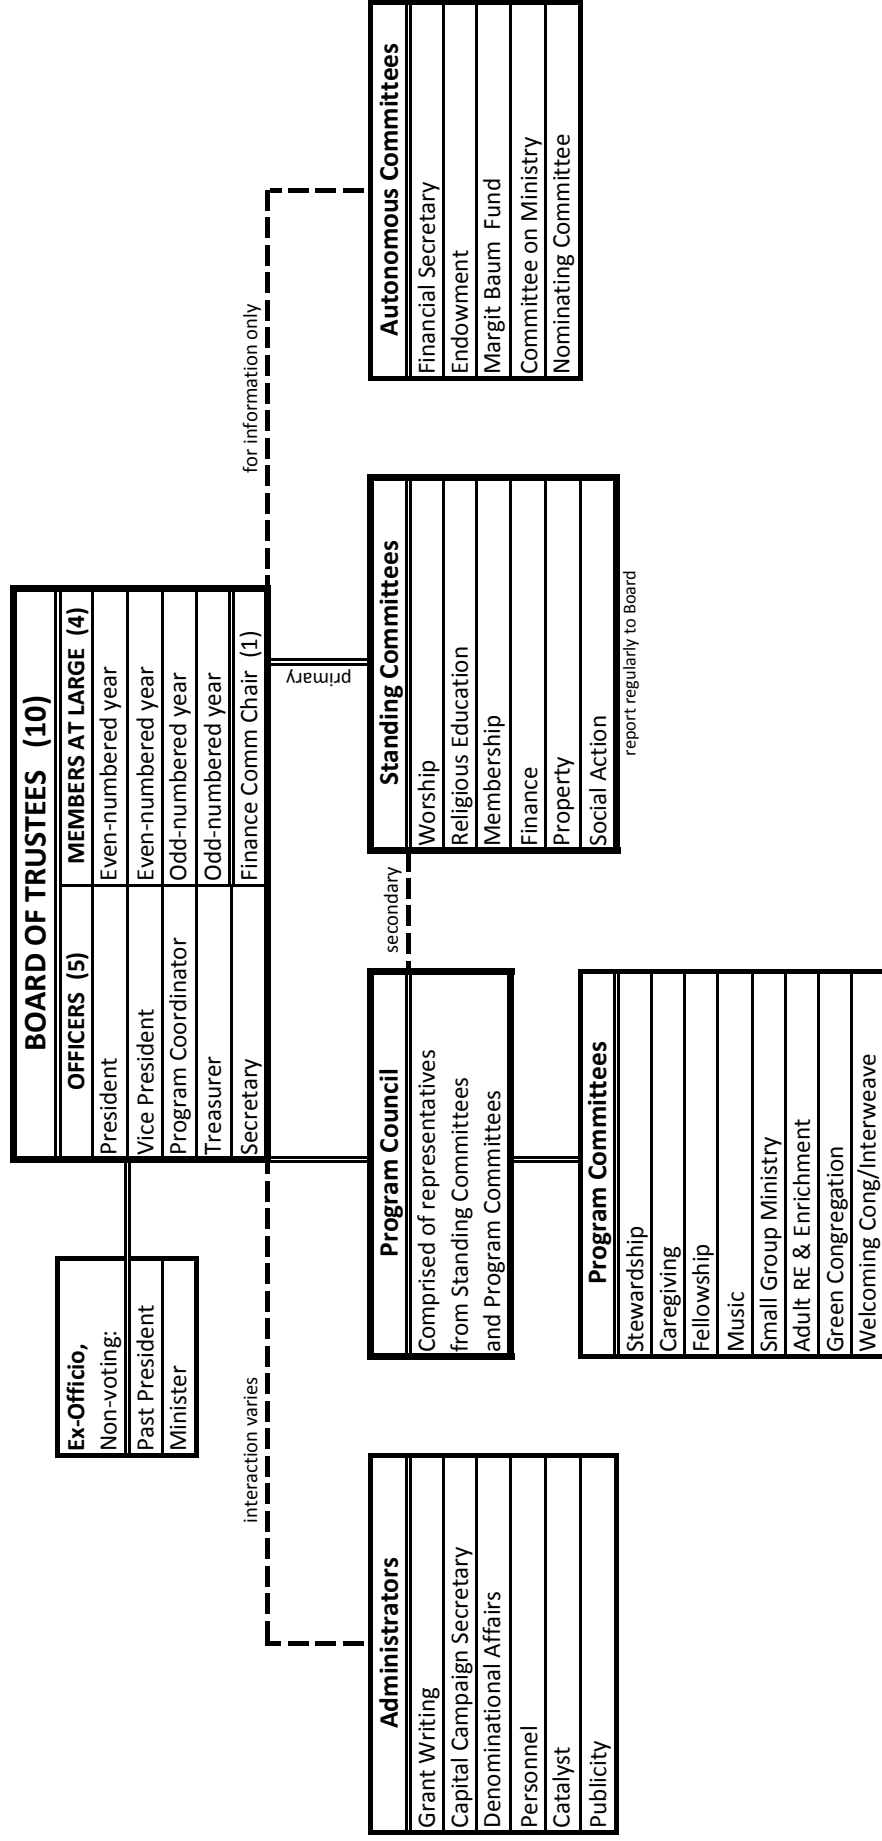 BOARD OF TRUSTEES (10)
OFFICERS (5)
MEMBERS AT LARGE (4)
President
Even-numbered year
Vice President
Even-numbered year
Program Coordinator
Odd-numbered year
Treasurer
Odd-numbered year
Secretary
Finance Comm Chair (1)
Ex-Officio,
Non-voting:
Past President
Minister
interaction varies
for information only
primary
secondary
Administrators
Grant Writing
Capital Campaign Secretary
Denominational Affairs
Personnel
Catalyst
Publicity
Program Council
Comprised of representatives
from Standing Committees
and Program Committees
Program Committees
Stewardship
Caregiving
Fellowship
Music
Small Group Ministry
Adult RE & Enrichment
Green Congregation
Welcoming Cong/Interweave
Standing Committees
Worship
Religious Education
Membership
Finance
Property
Social Action
report regularly to Board
Autonomous Committees
Financial Secretary
Endowment
Margit Baum Fund
Committee on Ministry
Nominating Committee